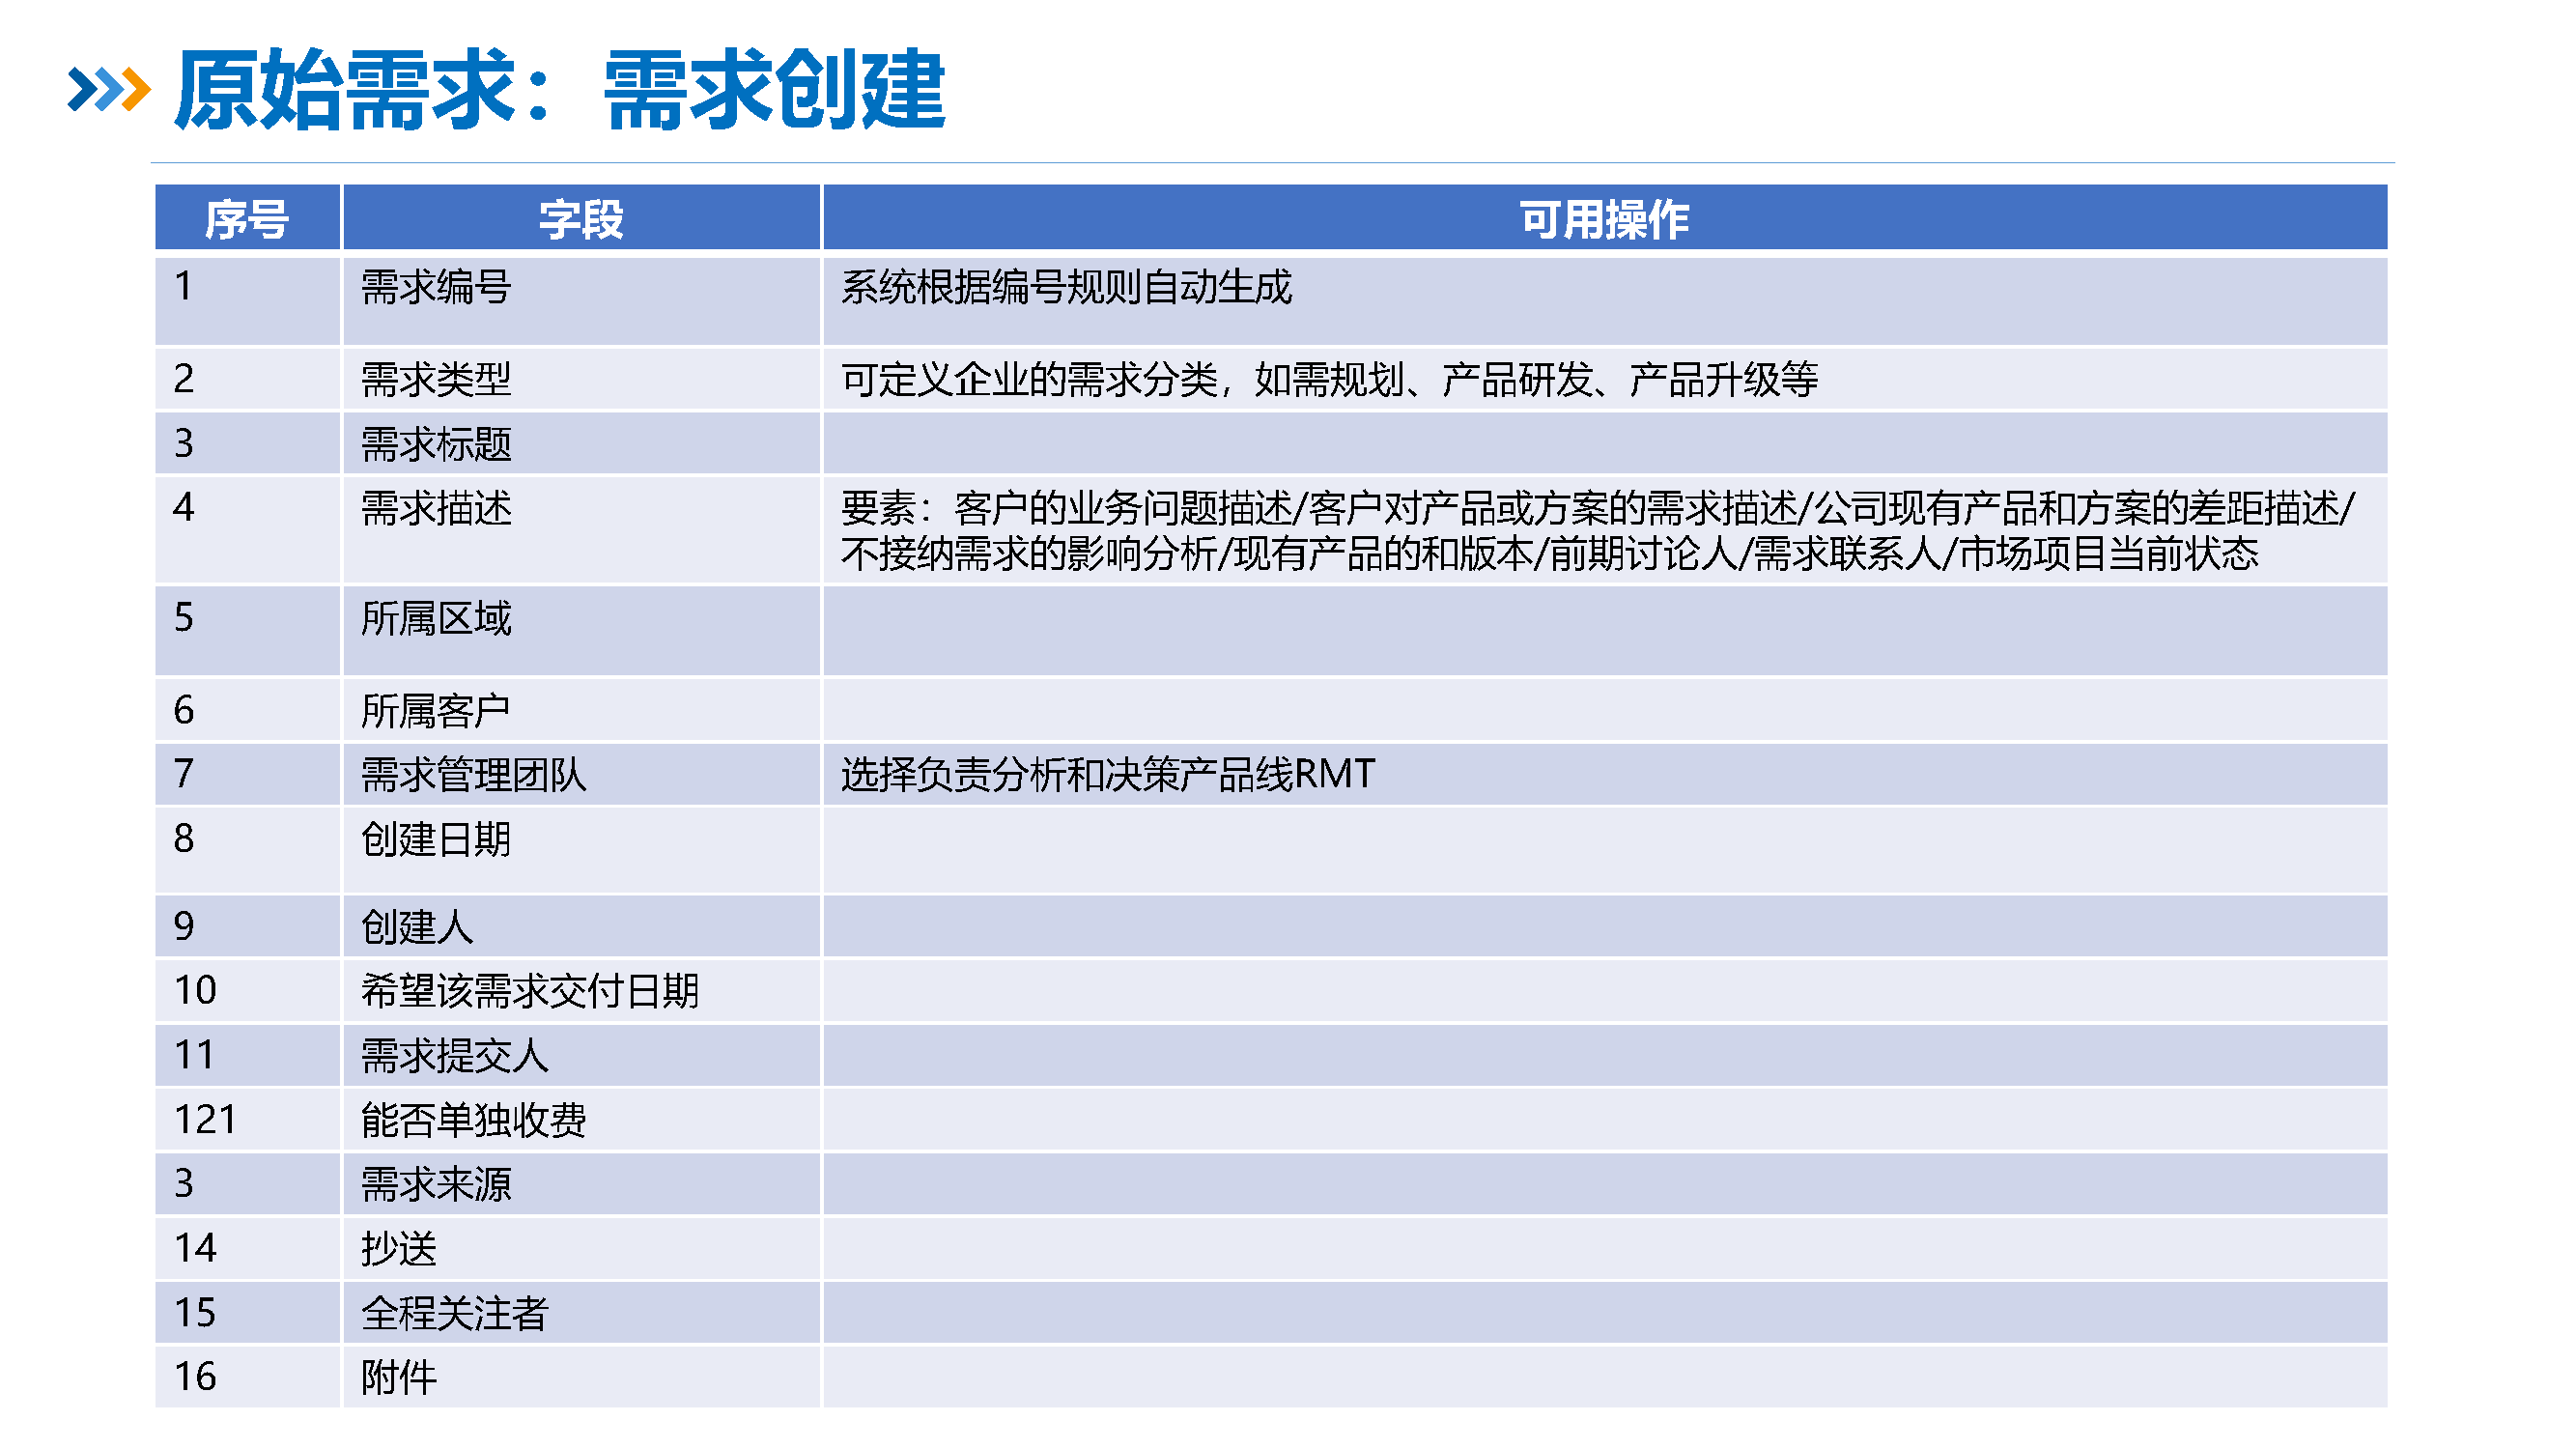 原始需求：需求创建
序号 字段 可用操作
1 需求编号 系统根据编号规则自动生成
2 需求类型 可定义企业的需求分类，如需规划、产品研发、产品升级等
3 需求标题
4 需求描述 要素：客户的业务问题描述/客户对产品或方案的需求描述/公司现有产品和方案的差距描述/
不接纳需求的影响分析/现有产品的和版本/前期讨论人/需求联系人/市场项目当前状态
5 所属区域
6 所属客户
7 需求管理团队 选择负责分析和决策产品线RMT
8 创建日期
9 创建人
10 希望该需求交付日期
11 需求提交人
121 能否单独收费
3 需求来源
14 抄送
15 全程关注者
16 附件